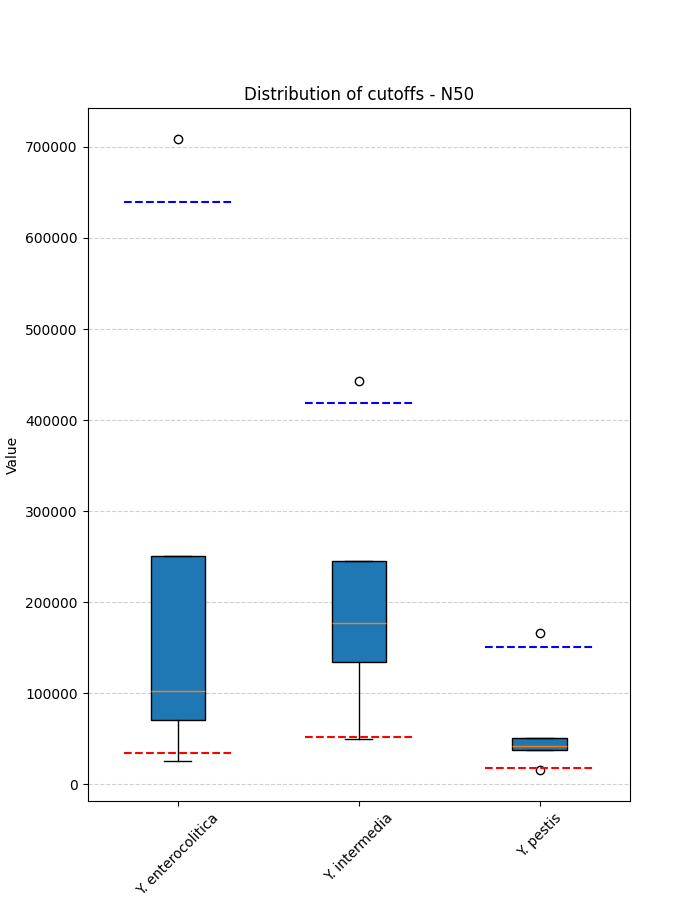 Distribution of cutoffs - N50
700000
600000
500000
400000
300000
200000
100000
0
Value
Y. enterocolitica
Y. intermedia
Y. pestis